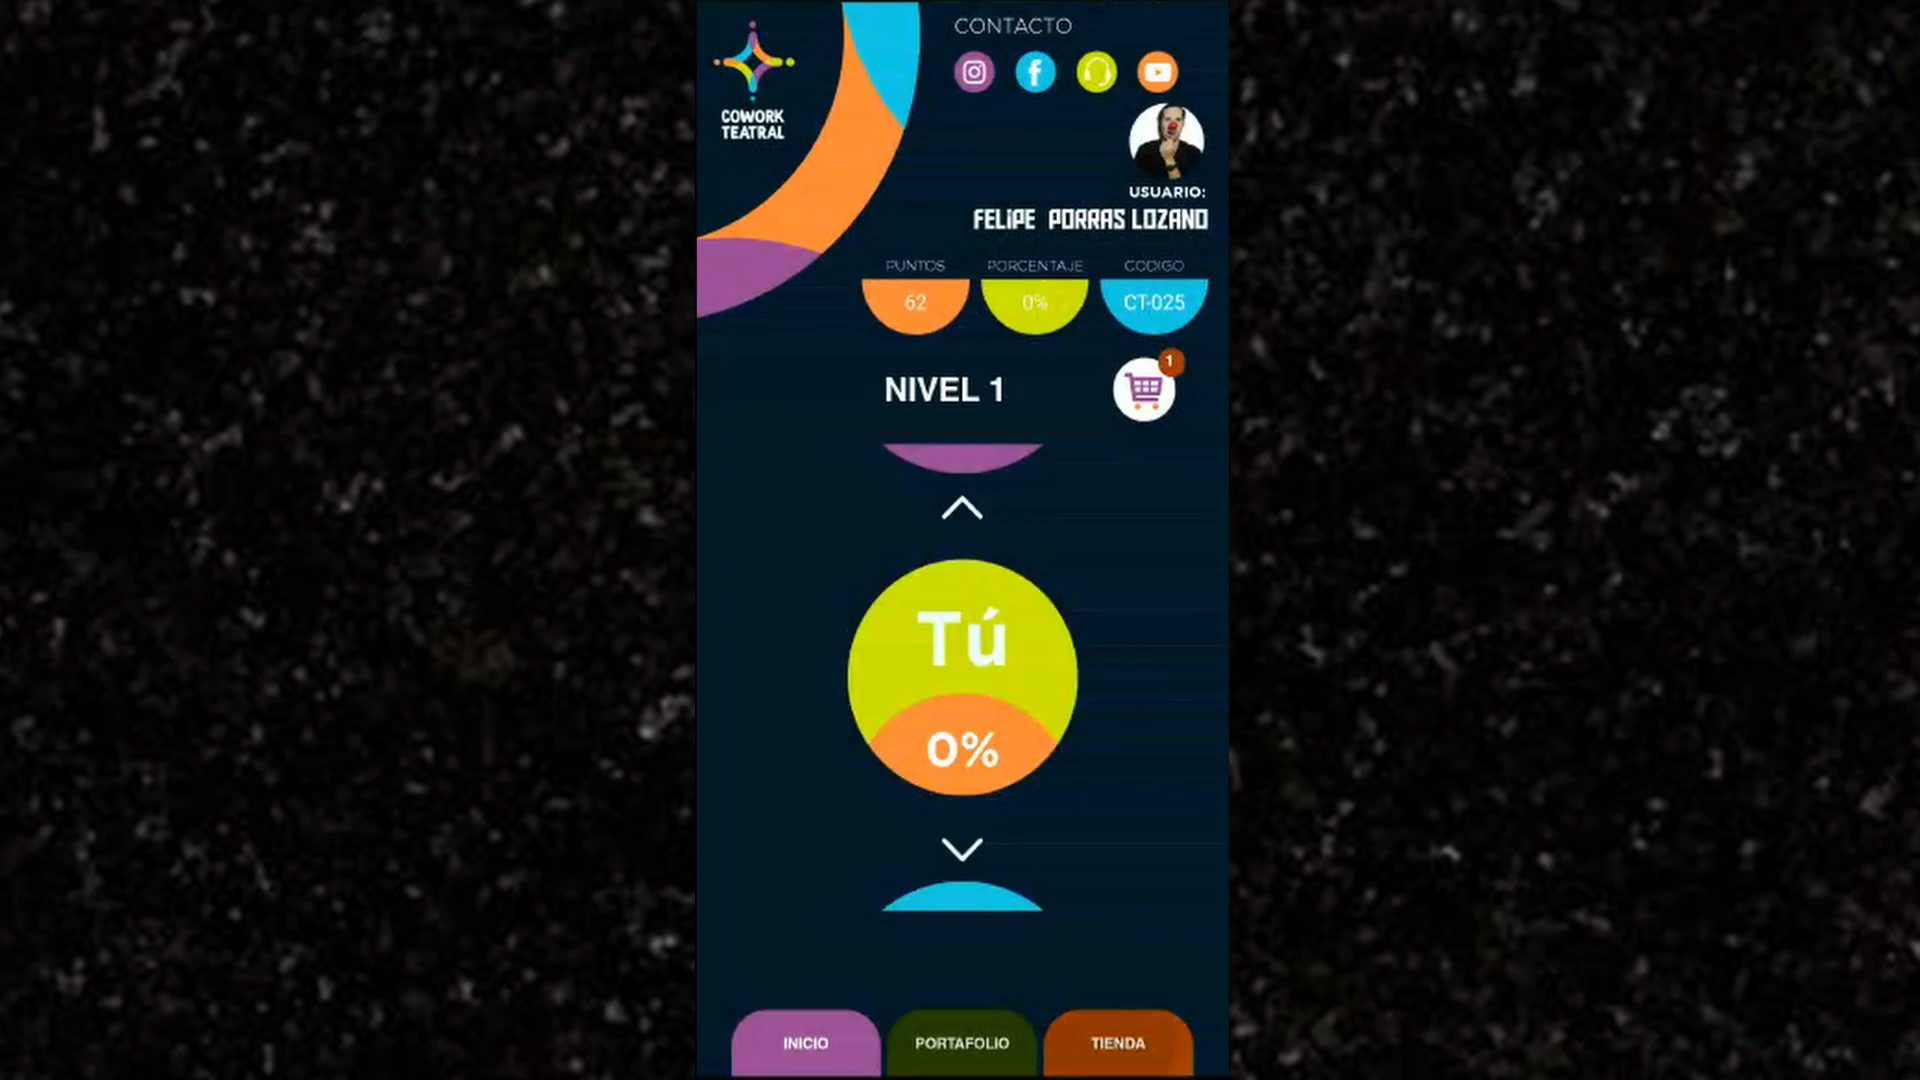 CONTACTO
COWORK
TEATRAL
USUARIO:
FELIPE PORRAS LOZANO
PUNTOS PORCENTAJE CODIGO
62 0% CT-025
NIVEL 1
1
Tú
0%
INICIO PORTAFOLIO TIENDA